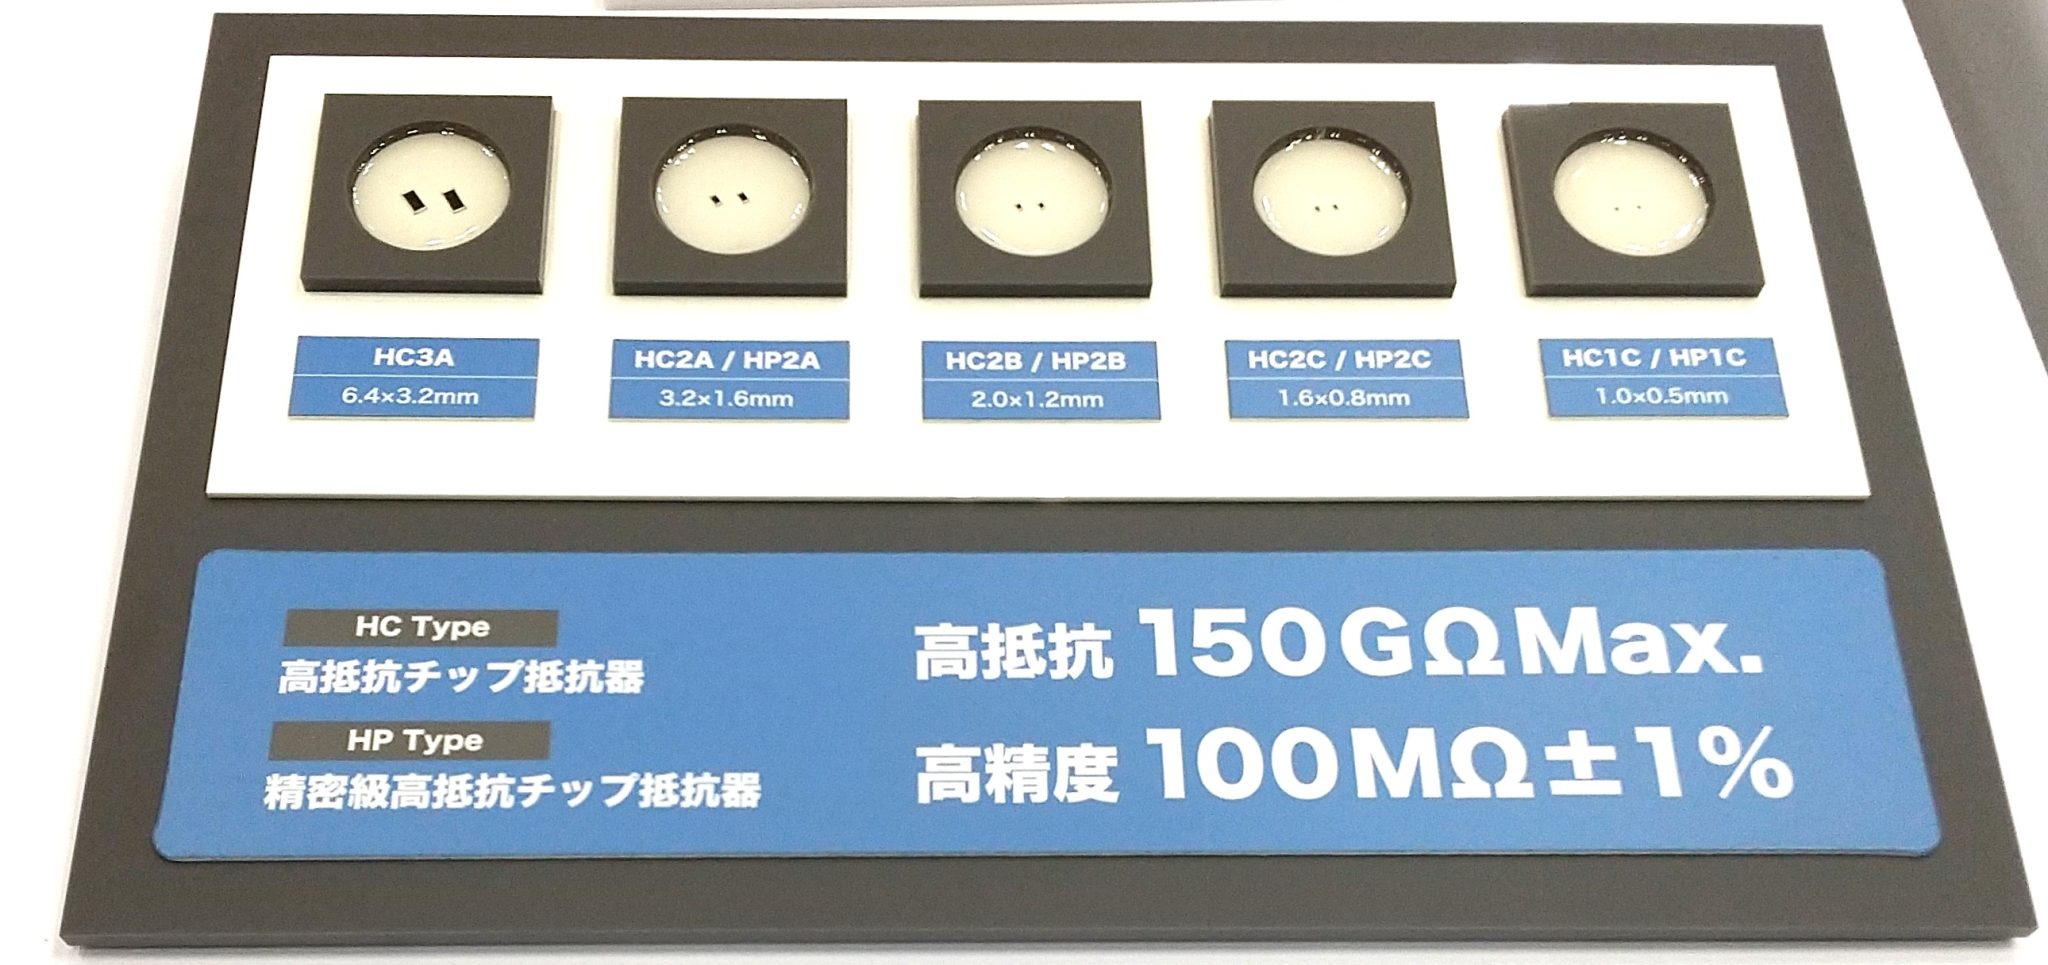 HC3A
6.4×3.2mm
HC2A / HP2A
3.2×1.6mm
HC2B / HP2B
2.0×1.2mm
HC2C / HP2C
1.6×0.8mm
HC1C / HP1C
1.0×0.5mm
HC Type
高抵抗チップ抵抗器
HP Type
精密級高抵抗チップ抵抗器
高抵抗 150GΩMax.
高精度 100MΩ±1%